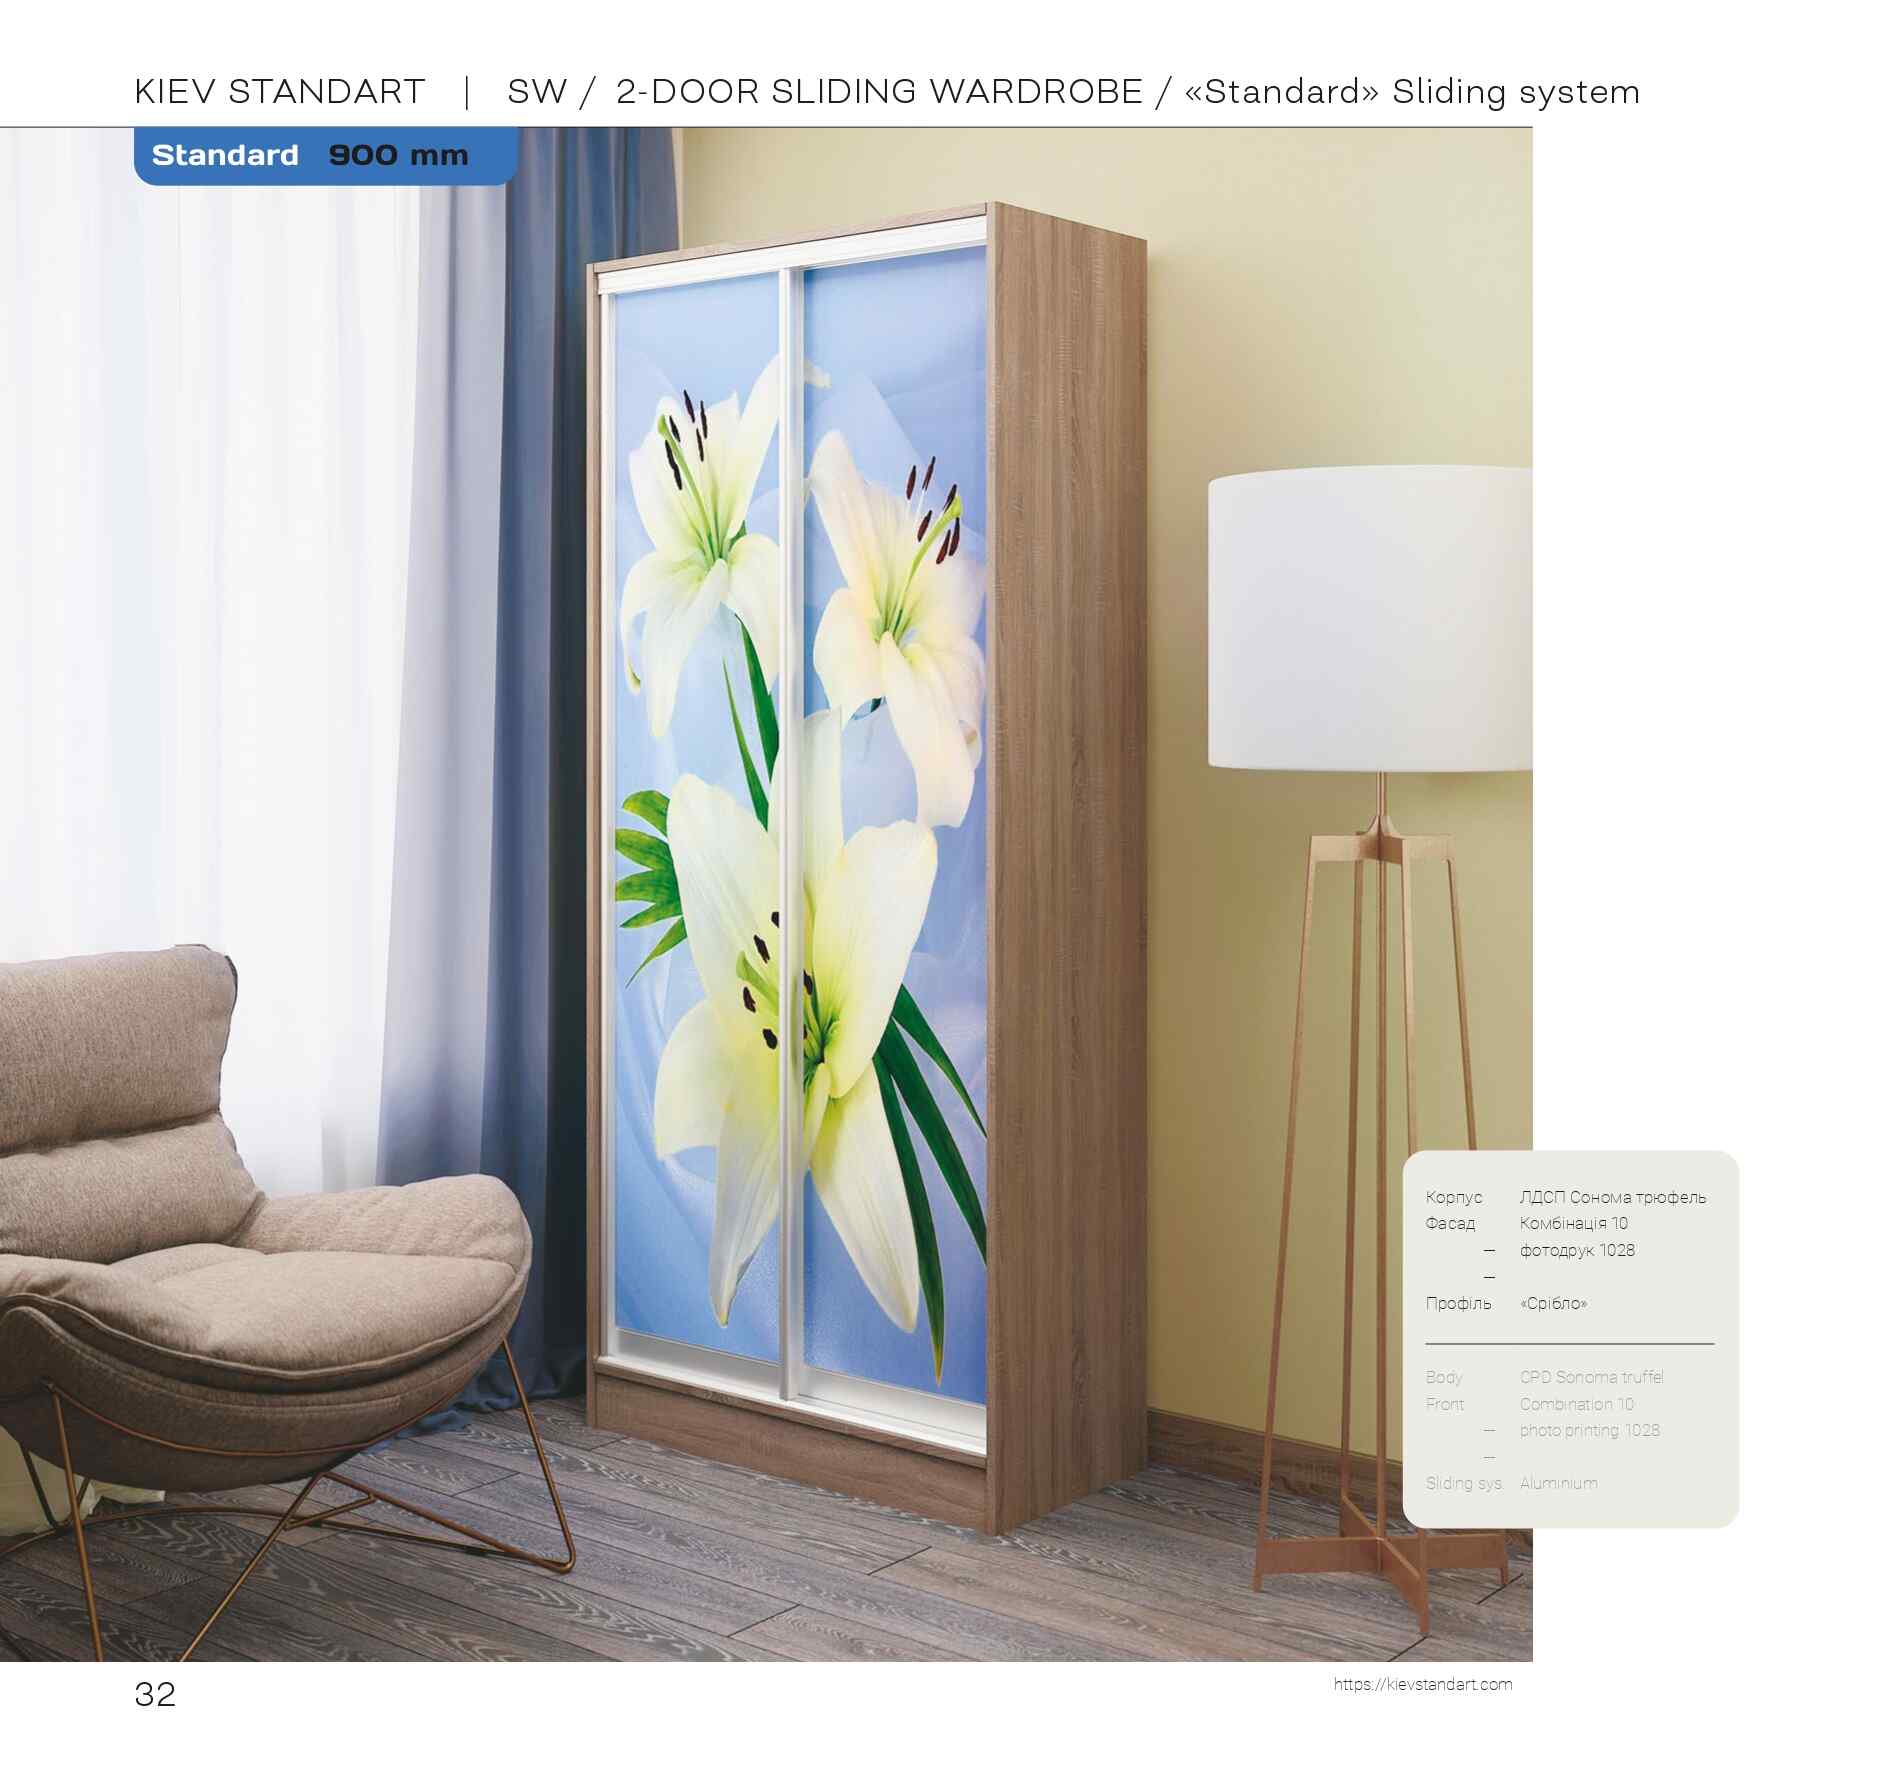 KIEV STANDART | SW / 2-DOOR SLIDING WARDROBE / «Standard» Sliding system
Standard 900 mm
Корпус ЛДСП Сонома трюфель
Фасад Комбінація 10
— фотодрук 1028
—
Профіль «Срібло»
Body CPD Sonoma truffel
Front Combination 10
— photo printing 1028
—
Sliding sys. Aluminium
32
https://kievstandart.com